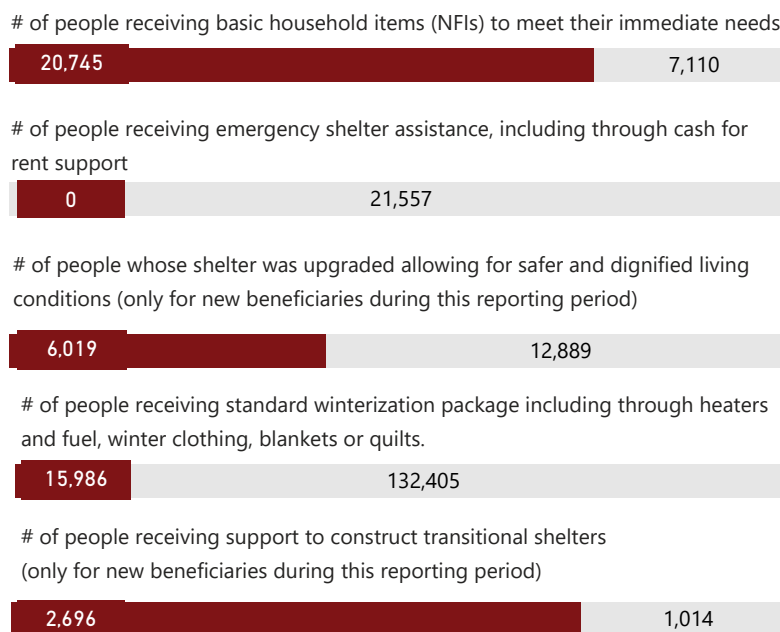 # of people receiving basic household items (NFIs) to meet their immediate needs
20,745 7,110
# of people receiving emergency shelter assistance, including through cash for
rent support
0 21,557
# of people whose shelter was upgraded allowing for safer and dignified living
conditions (only for new beneficiaries during this reporting period)
6,019 12,889
# of people receiving standard winterization package including through heaters
and fuel, winter clothing, blankets or quilts.
15,986 132,405
# of people receiving support to construct transitional shelters
(only for new beneficiaries during this reporting period)
2,696 1,014